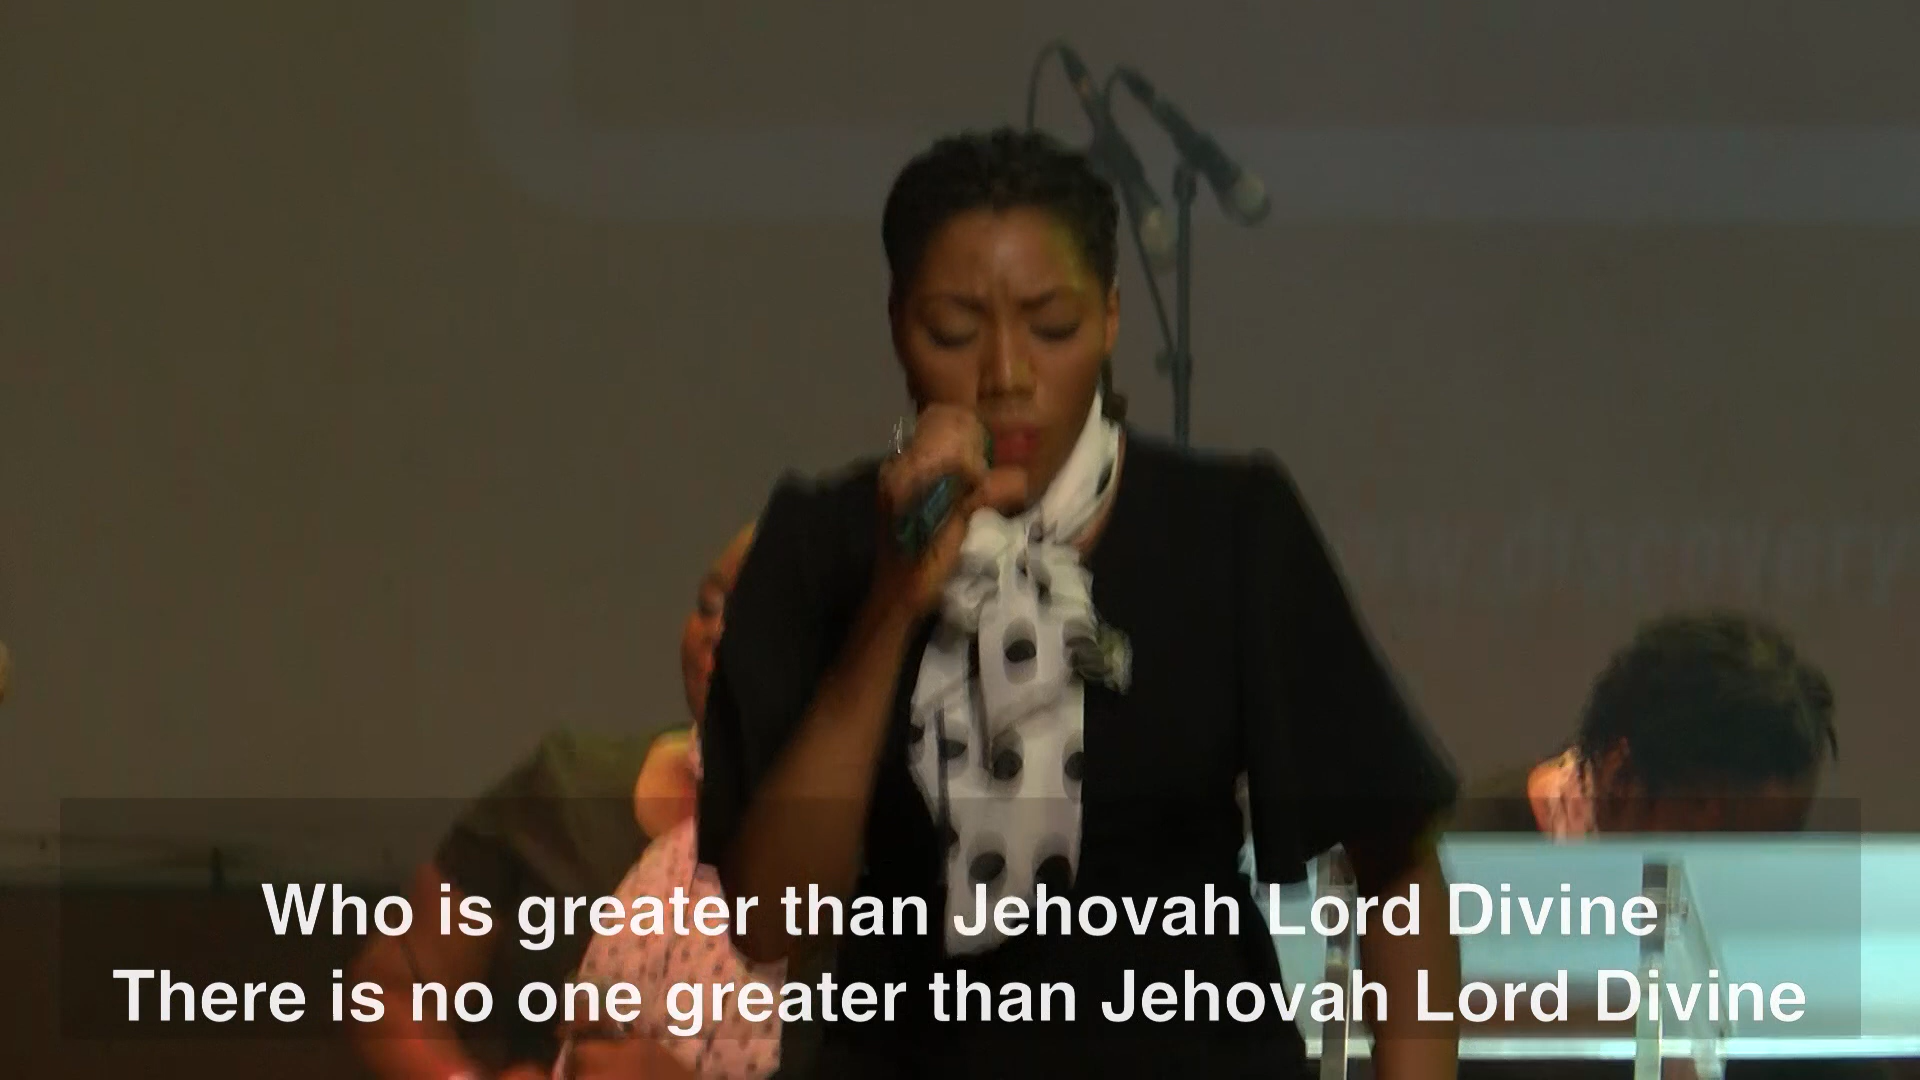 Who is greater than Jehovah Lord Divine
There is no one greater than Jehovah Lord Divine